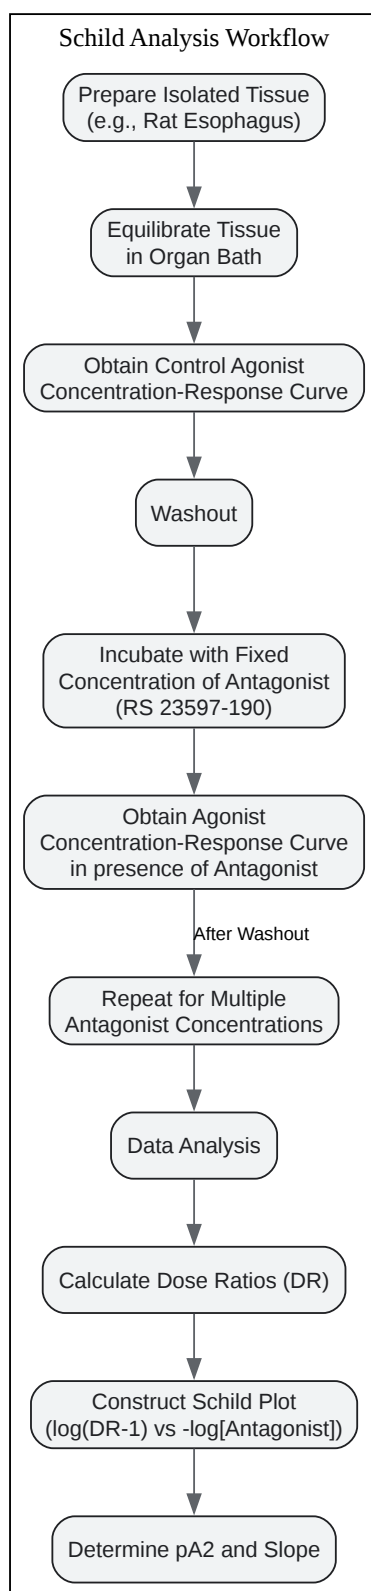 Schild Analysis Workflow
Prepare Isolated Tissue
(e.g., Rat Esophagus)
Equilibrate Tissue
in Organ Bath
Obtain Control Agonist
Concentration-Response Curve
Washout
Incubate with Fixed
Concentration of Antagonist
(RS 23597-190)
Obtain Agonist
Concentration-Response Curve
in presence of Antagonist
After Washout
Repeat for Multiple
Antagonist Concentrations
Data Analysis
Calculate Dose Ratios (DR)
Construct Schild Plot
(log(DR-1) vs -log[Antagonist])
Determine pA2 and Slope